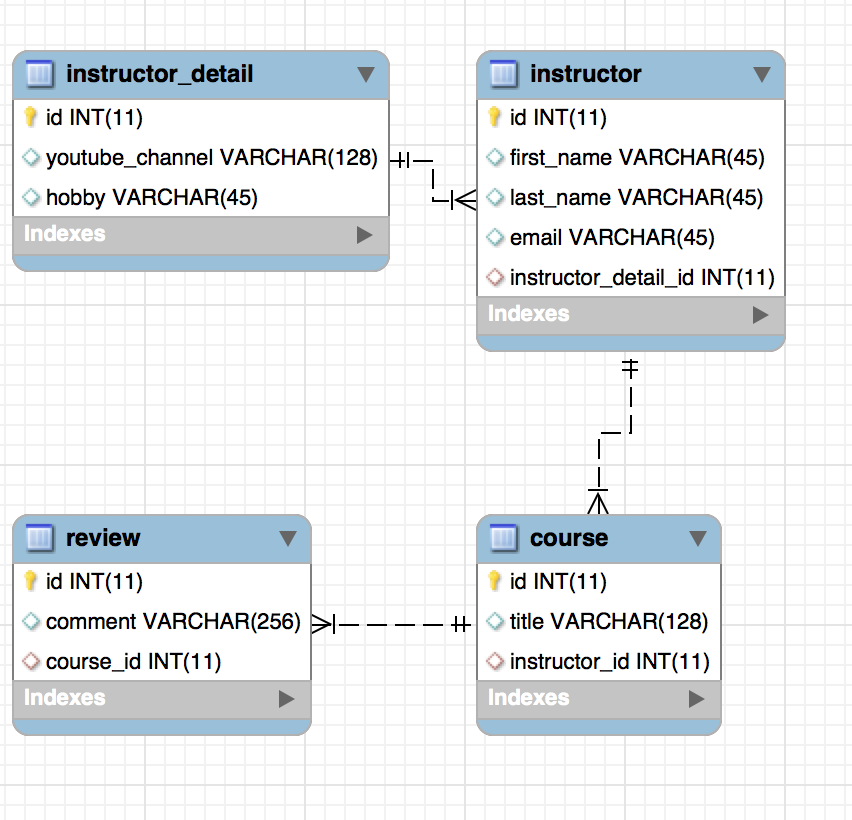 instructor_detail
id INT(11)
youtube_channel VARCHAR(128)
hobby VARCHAR(45)
Indexes
instructor
id INT(11)
first_name VARCHAR(45)
last_name VARCHAR(45)
email VARCHAR(45)
instructor_detail_id INT(11)
Indexes
review
id INT(11)
comment VARCHAR(256)
course_id INT(11)
Indexes
course
id INT(11)
title VARCHAR(128)
instructor_id INT(11)
Indexes